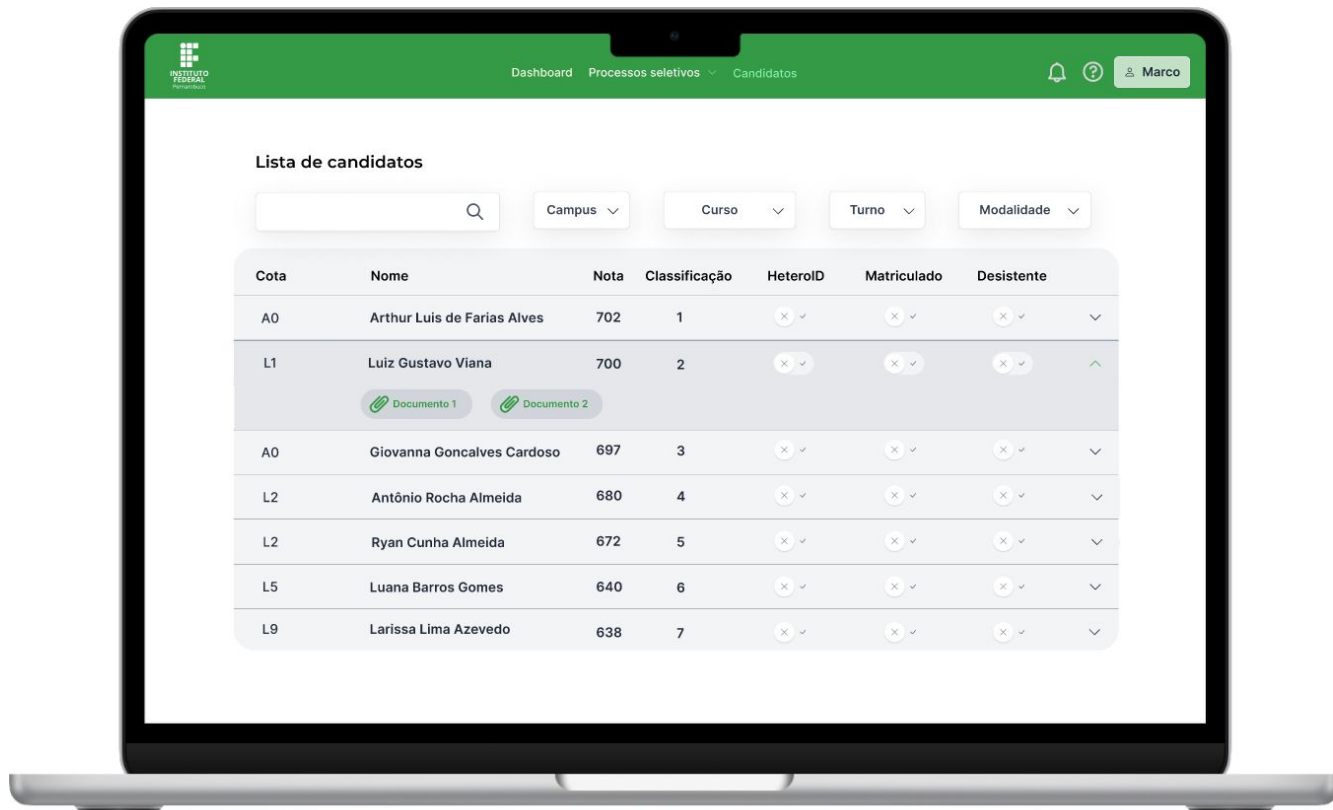 INSTITUTO
FEDERAL
Pernambuco
Dashboard Processos seletivos Candidatos
Marco
Lista de candidatos
Campus Curso Turno Modalidade
Cota Nome Nota Classificação HeteroID Matriculado Desistente
A0 Arthur Luis de Farias Alves 702 1
L1 Luiz Gustavo Viana 700 2
Documento 1 Documento 2
A0 Giovanna Goncalves Cardoso 697 3
L2 Antônio Rocha Almeida 680 4
L2 Ryan Cunha Almeida 672 5
L5 Luana Barros Gomes 640 6
L9 Larissa Lima Azevedo 638 7